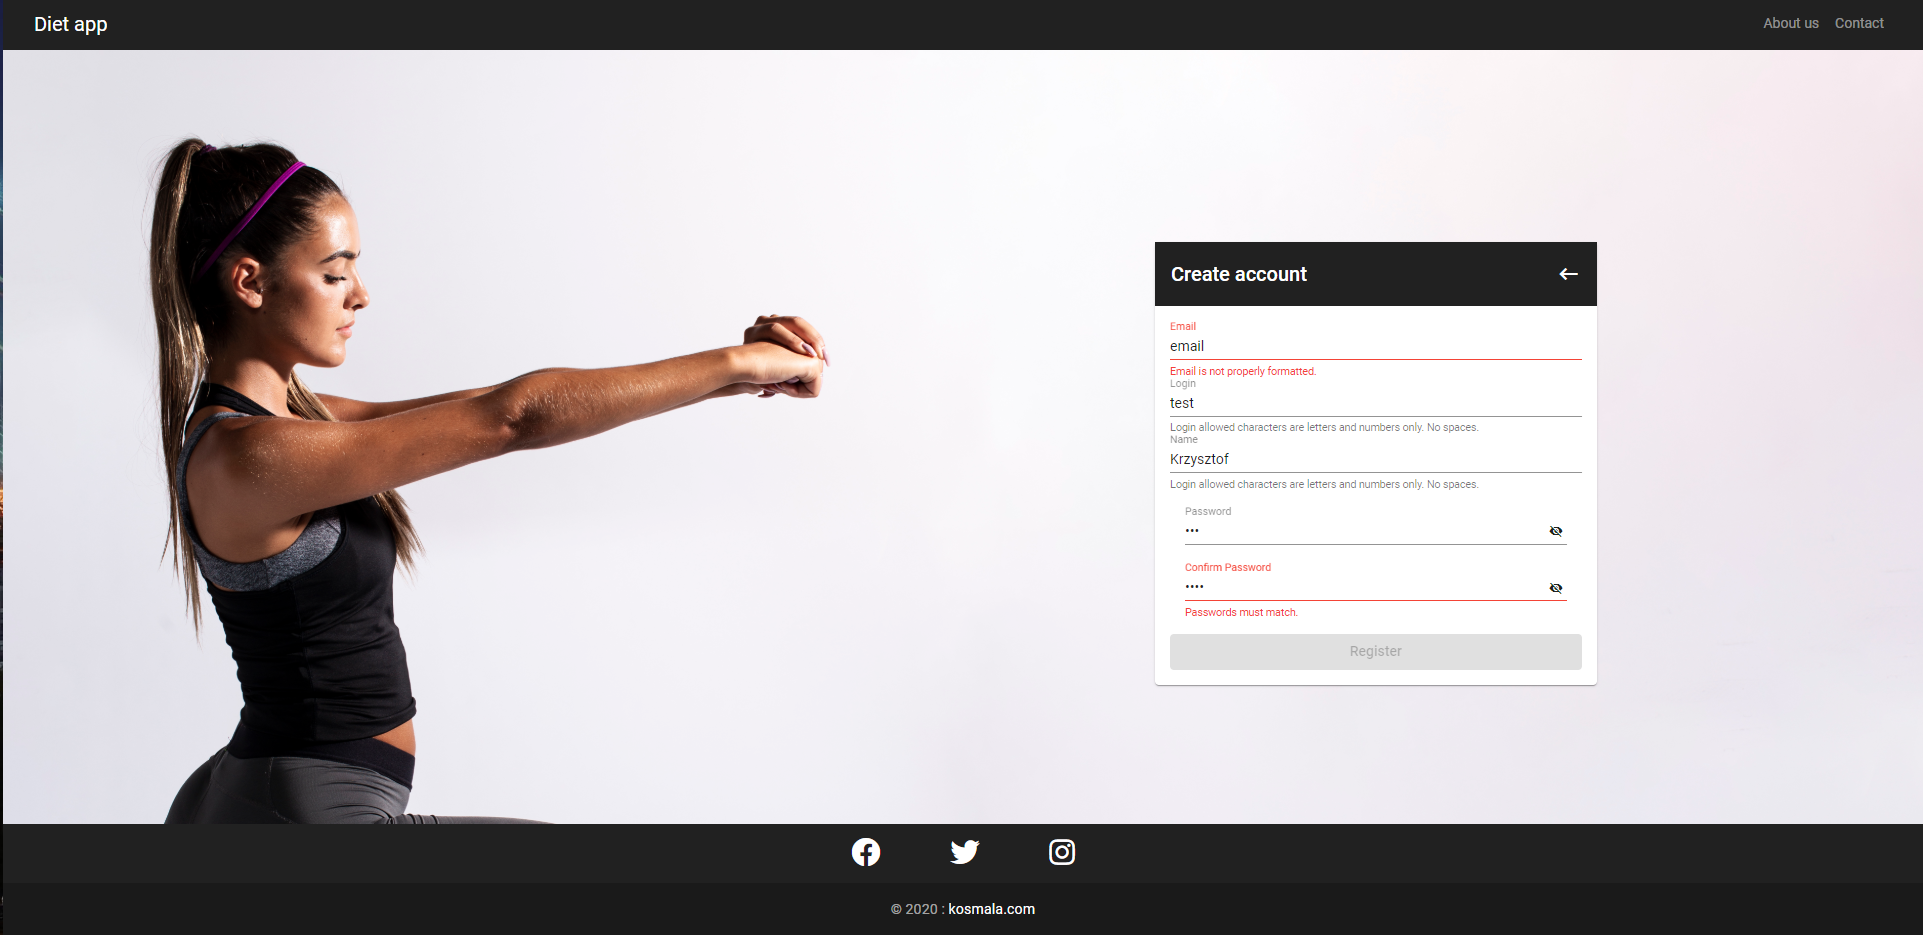 Diet app
About us
Contact
Create account
Email
email
Email is not properly formatted.
Login
test
Login allowed characters are letters and numbers only. No spaces.
Name
Krzysztof
Login allowed characters are letters and numbers only. No spaces.
Password
•••
Confirm Password
••••
Passwords must match.
Register
© 2020 : kosmala.com